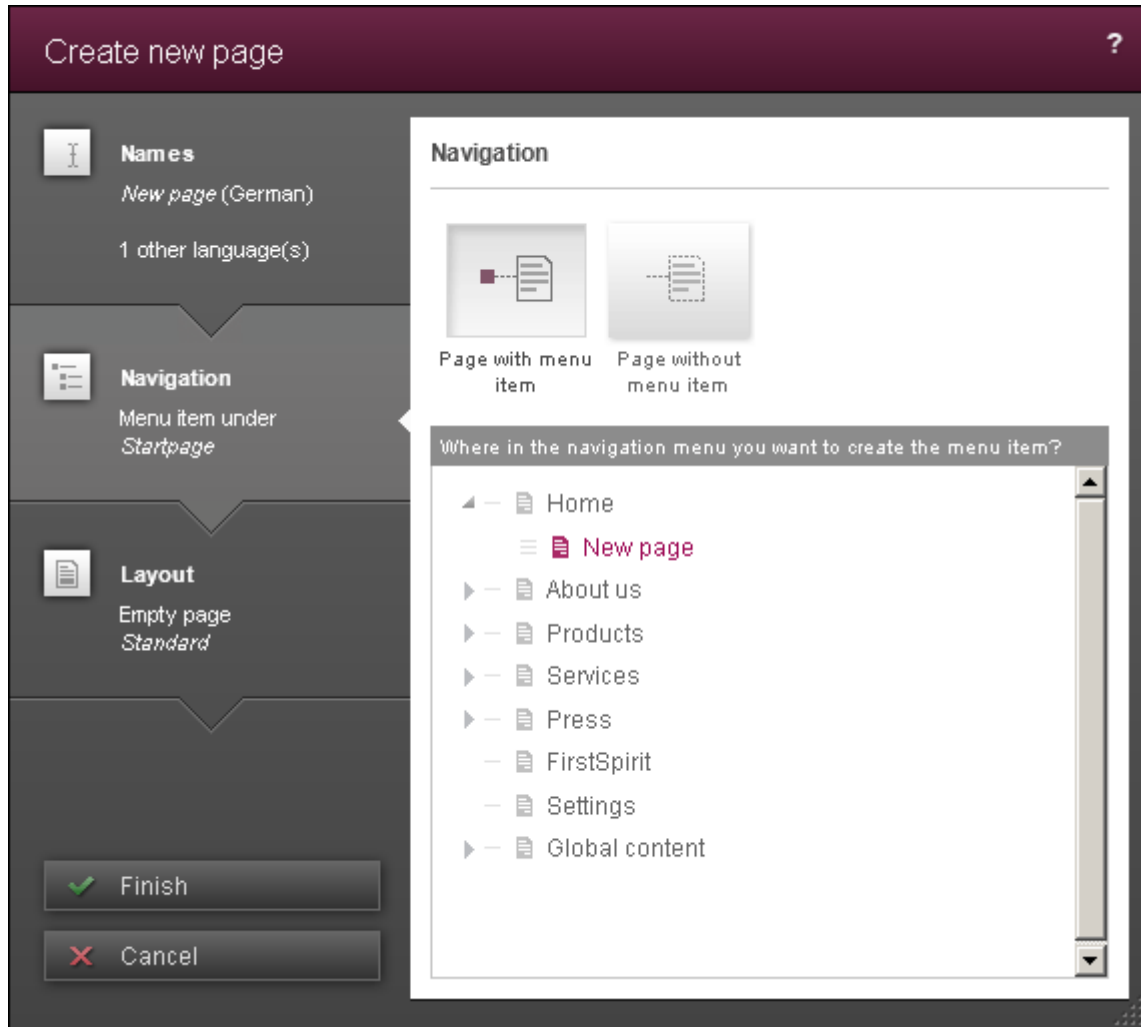 Create new page
?
Names
New page (German)
1 other language(s)
Navigation
Menu item under
Startpage
Layout
Empty page
Standard
Finish
Cancel
Navigation
Page with menu
item
Page without
menu item
Where in the navigation menu you want to create the menu item?
Home
New page
About us
Products
Services
Press
FirstSpirit
Settings
Global content